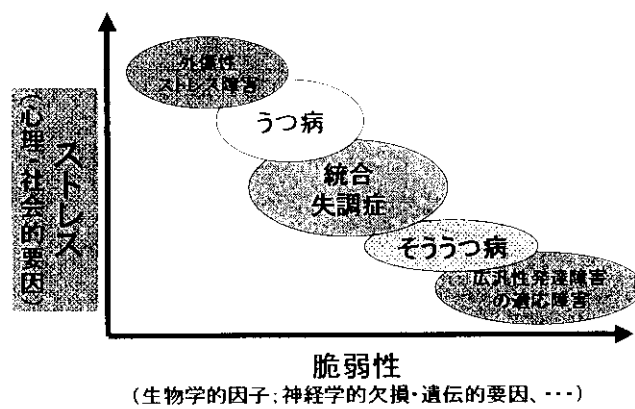 外傷性
ストレス障害
うつ病
統合
失調症
そううつ病
広汎性発達障害
の適応障害
ストレス
(心理・社会的要因)
脆弱性
(生物学的因子;神経学的欠損・遺伝的要因、･･･)